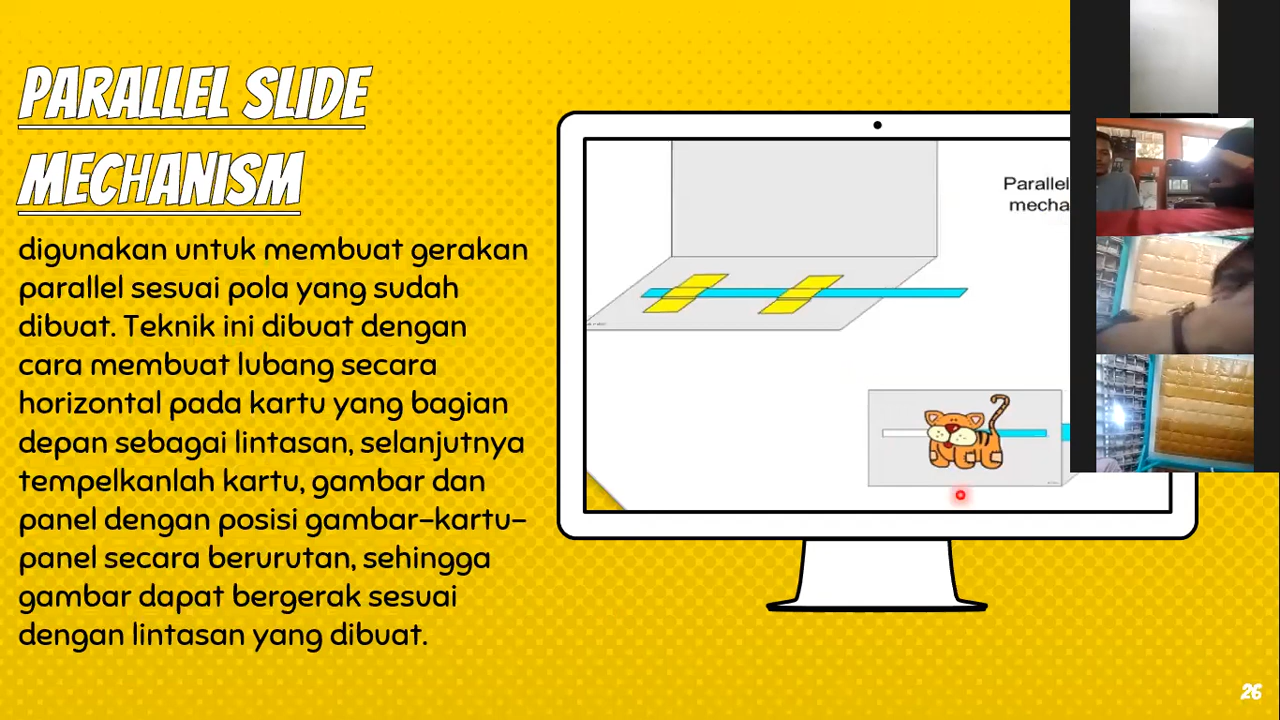 PARALLEL SLIDE
MECHANISM
digunakan untuk membuat gerakan
parallel sesuai pola yang sudah
dibuat. Teknik ini dibuat dengan
cara membuat lubang secara
horizontal pada kartu yang bagian
depan sebagai lintasan, selanjutnya
tempelkanlah kartu, gambar dan
panel dengan posisi gambar-kartu-
panel secara berurutan, sehingga
gambar dapat bergerak sesuai
dengan lintasan yang dibuat.
Parallel
mecha
26